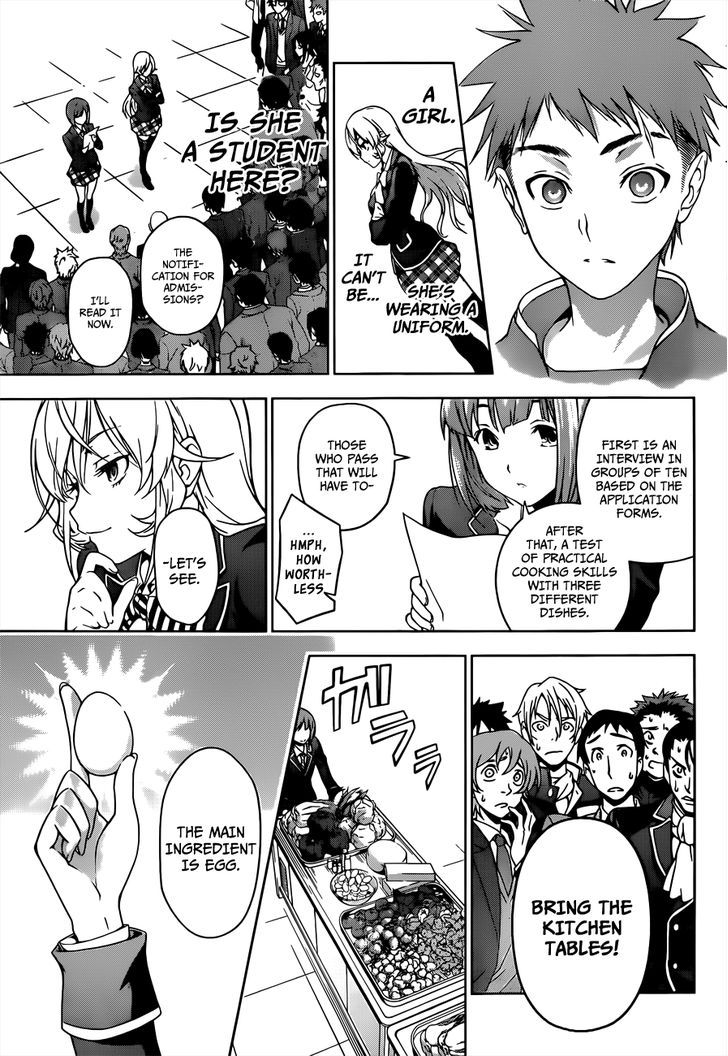 A
GIRL.
IT
CAN'T
BE...
SHE'S
WEARING A
UNIFORM.
IS SHE
A STUDENT
HERE?
THE
NOTIFI-
CATION FOR
ADMIS-
SIONS?
I'LL
READ IT
NOW.
FIRST IS AN
INTERVIEW IN
GROUPS OF TEN
BASED ON THE
APPLICATION
FORMS.
AFTER
THAT, A TEST
OF PRACTICAL
COOKING SKILLS
WITH THREE
DIFFERENT
DISHES.
THOSE
WHO PASS
THAT WILL
HAVE TO-
...
HMPH,
HOW
WORTH-
LESS
-LET'S
SEE.
BRING THE
KITCHEN
TABLES!
ガララ
THE MAIN
INGREDIENT
IS EGG.